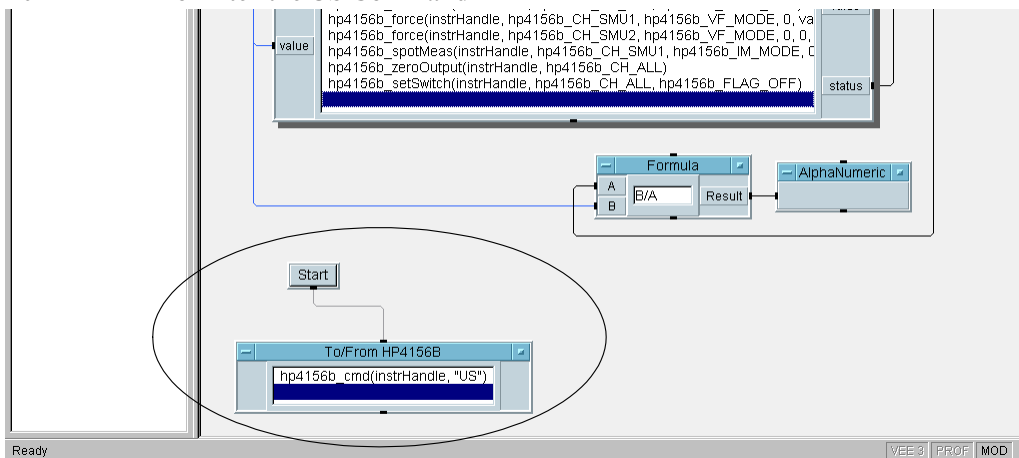 hp4156b_force(instrHandle, hp4156b_CH_SMU1, hp4156b_VF_MODE, 0, va
hp4156b_force(instrHandle, hp4156b_CH_SMU2, hp4156b_VF_MODE, 0, 0,
value
hp4156b_spotMeas(instrHandle, hp4156b_CH_SMU1, hp4156b_IM_MODE, 0
hp4156b_zeroOutput(instrHandle, hp4156b_CH_ALL)
hp4156b_setSwitch(instrHandle, hp4156b_CH_ALL, hp4156b_FLAG_OFF)
status
Formula
AlphaNumeric
A
B/A
Result
B
Start
To/From HP4156B
hp4156b_cmd(instrHandle, "US")
Ready
VEE 3 PROF MOD